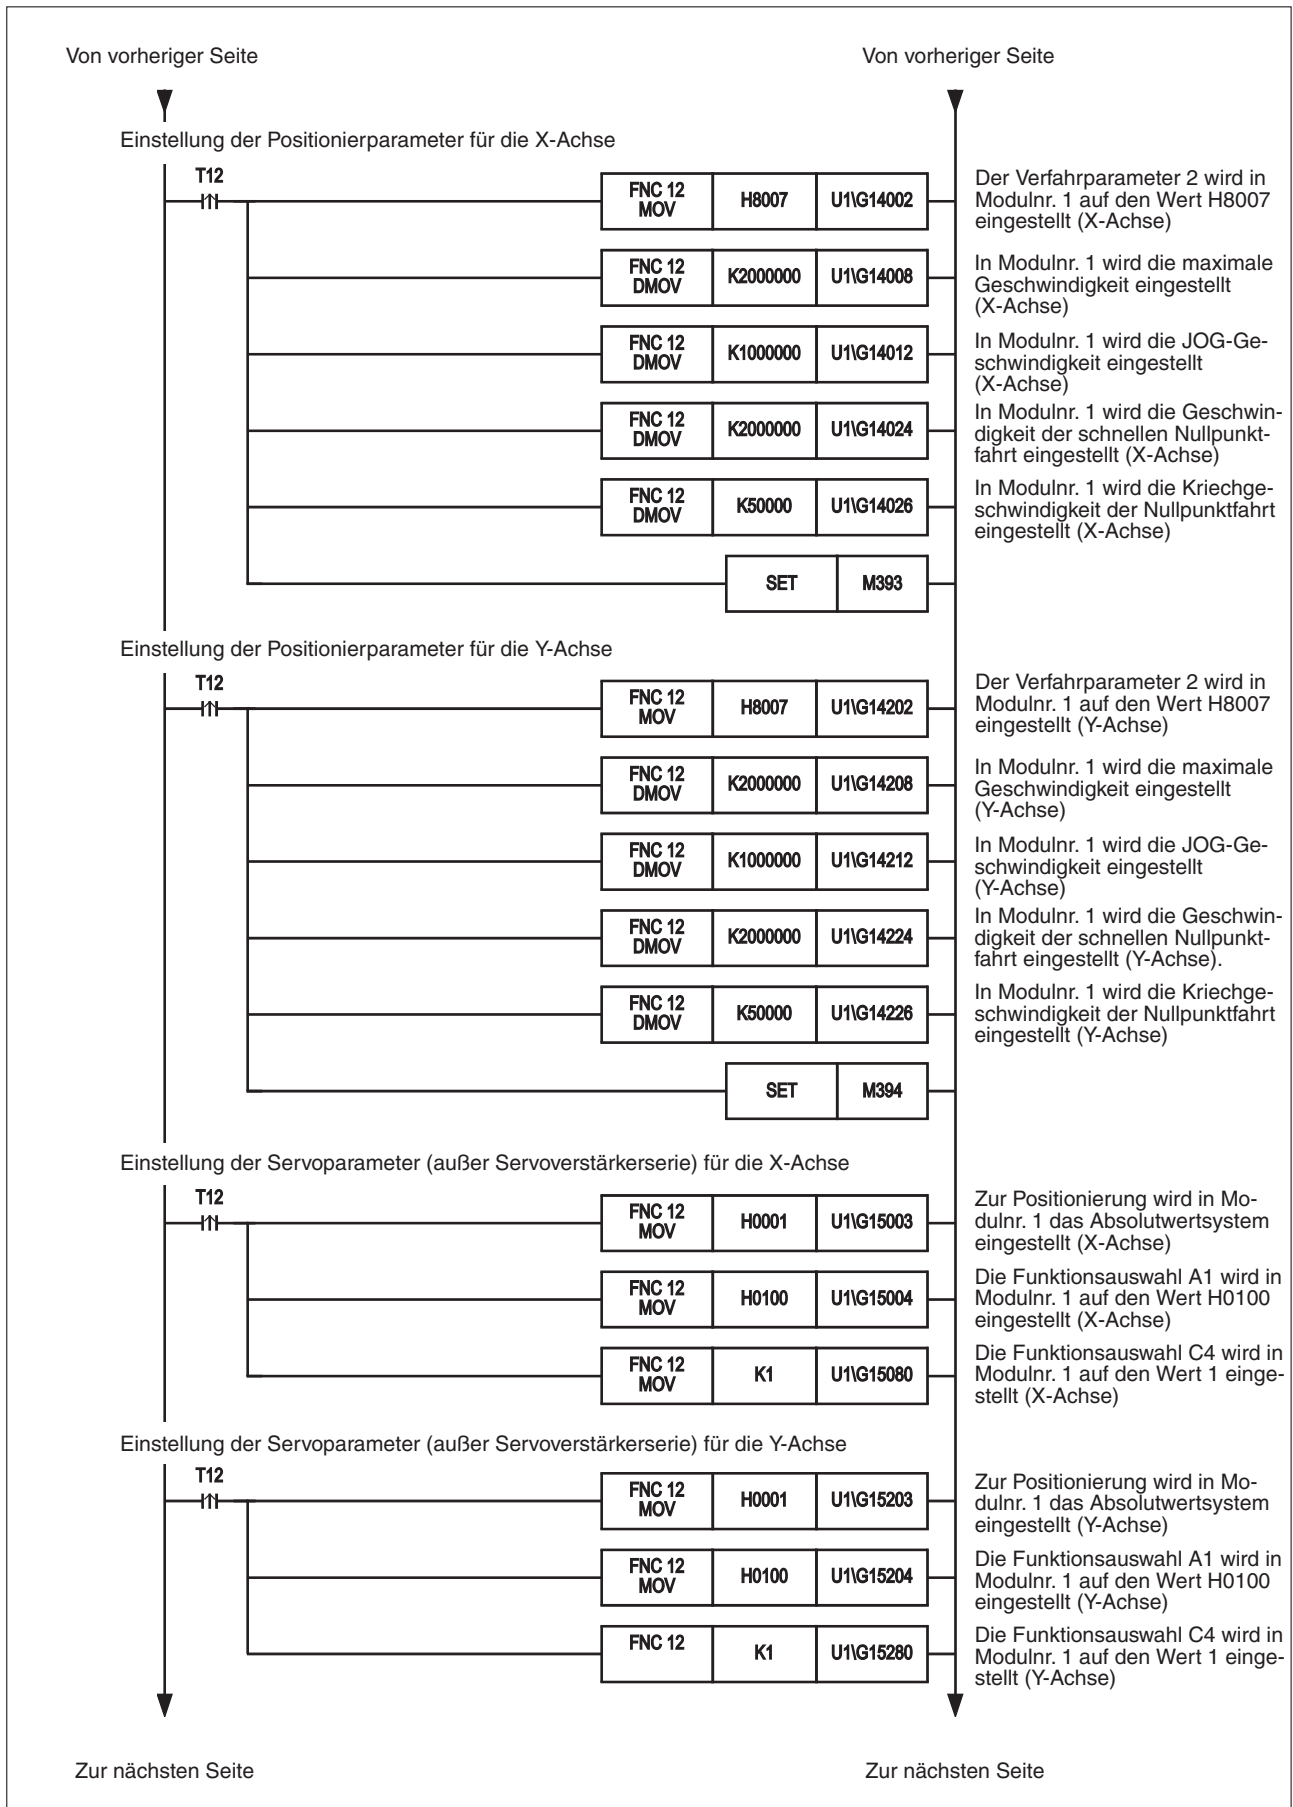 Von vorheriger Seite Von vorheriger Seite
Einstellung der Positionierparameter für die X-Achse
T12
FNC 12
MOV
H8007
U1\G14002
Der Verfahrparameter 2 wird in
Modulnr. 1 auf den Wert H8007
eingestellt (X-Achse)
FNC 12
DMOV
K2000000
U1\G14008
In Modulnr. 1 wird die maximale
Geschwindigkeit eingestellt
(X-Achse)
FNC 12
DMOV
K1000000
U1\G14012
In Modulnr. 1 wird die JOG-Ge-
schwindigkeit eingestellt
(X-Achse)
FNC 12
DMOV
K2000000
U1\G14024
In Modulnr. 1 wird die Geschwin-
digkeit der schnellen Nullpunkt-
fahrt eingestellt (X-Achse)
FNC 12
DMOV
K50000
U1\G14026
In Modulnr. 1 wird die Kriechge-
schwindigkeit der Nullpunktfahrt
eingestellt (X-Achse)
SET
M393
Einstellung der Positionierparameter für die Y-Achse
T12
FNC 12
MOV
H8007
U1\G14202
Der Verfahrparameter 2 wird in
Modulnr. 1 auf den Wert H8007
eingestellt (Y-Achse)
FNC 12
DMOV
K2000000
U1\G14208
In Modulnr. 1 wird die maximale
Geschwindigkeit eingestellt
(Y-Achse)
FNC 12
DMOV
K1000000
U1\G14212
In Modulnr. 1 wird die JOG-Ge-
schwindigkeit eingestellt
(Y-Achse)
FNC 12
DMOV
K2000000
U1\G14224
In Modulnr. 1 wird die Geschwin-
digkeit der schnellen Nullpunkt-
fahrt eingestellt (Y-Achse).
FNC 12
DMOV
K50000
U1\G14226
In Modulnr. 1 wird die Kriechge-
schwindigkeit der Nullpunktfahrt
eingestellt (Y-Achse)
SET
M394
Einstellung der Servoparameter (außer Servoverstärkerserie) für die X-Achse
T12
FNC 12
MOV
H0001
U1\G15003
Zur Positionierung wird in Mo-
dulnr. 1 das Absolutwertsystem
eingestellt (X-Achse)
FNC 12
MOV
H0100
U1\G15004
Die Funktionsauswahl A1 wird in
Modulnr. 1 auf den Wert H0100
eingestellt (X-Achse)
FNC 12
MOV
K1
U1\G15080
Die Funktionsauswahl C4 wird in
Modulnr. 1 auf den Wert 1 einge-
stellt (X-Achse)
Einstellung der Servoparameter (außer Servoverstärkerserie) für die Y-Achse
T12
FNC 12
MOV
H0001
U1\G15203
Zur Positionierung wird in Mo-
dulnr. 1 das Absolutwertsystem
eingestellt (Y-Achse)
FNC 12
MOV
H0100
U1\G15204
Die Funktionsauswahl A1 wird in
Modulnr. 1 auf den Wert H0100
eingestellt (Y-Achse)
FNC 12
K1
U1\G15280
Die Funktionsauswahl C4 wird in
Modulnr. 1 auf den Wert 1 einge-
stellt (Y-Achse)
Zur nächsten Seite Zur nächsten Seite